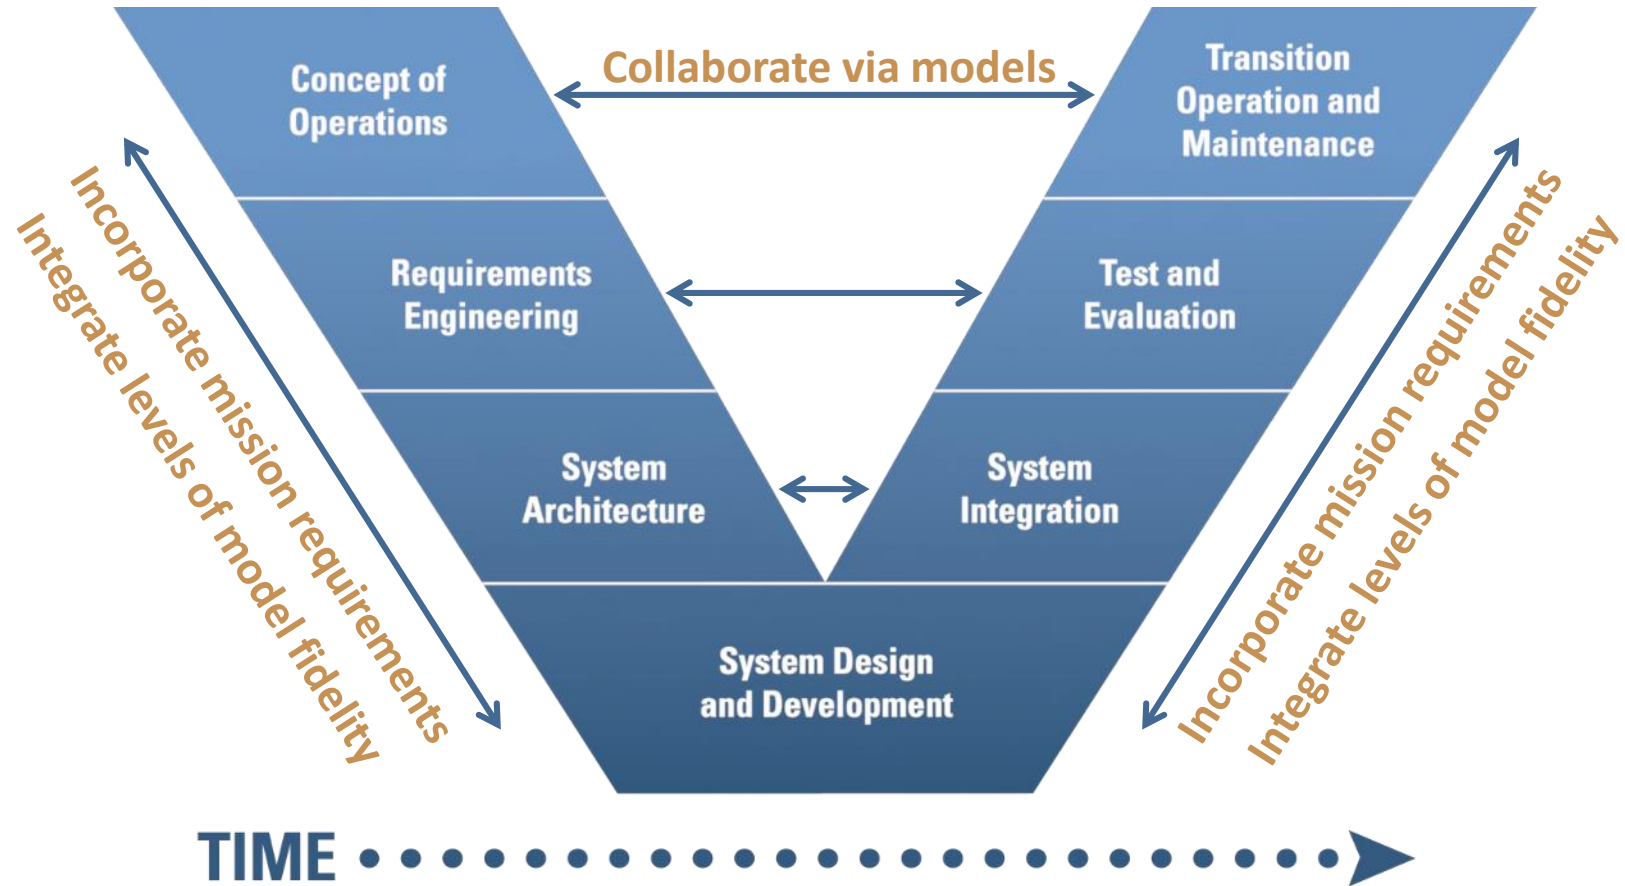 Collaborate via models
Concept of
Operations
Transition
Operation and
Maintenance
Requirements
Engineering
Test and
Evaluation
System
Architecture
System
Integration
System Design
and Development
Incorporate mission requirements
Integrate levels of model fidelity
Incorporate mission requirements
Integrate levels of model fidelity
TIME